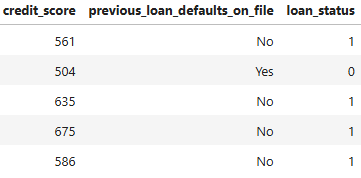 credit_score previous_loan_defaults_on_file loan_status
561 No 1
504 Yes 0
635 No 1
675 No 1
586 No 1